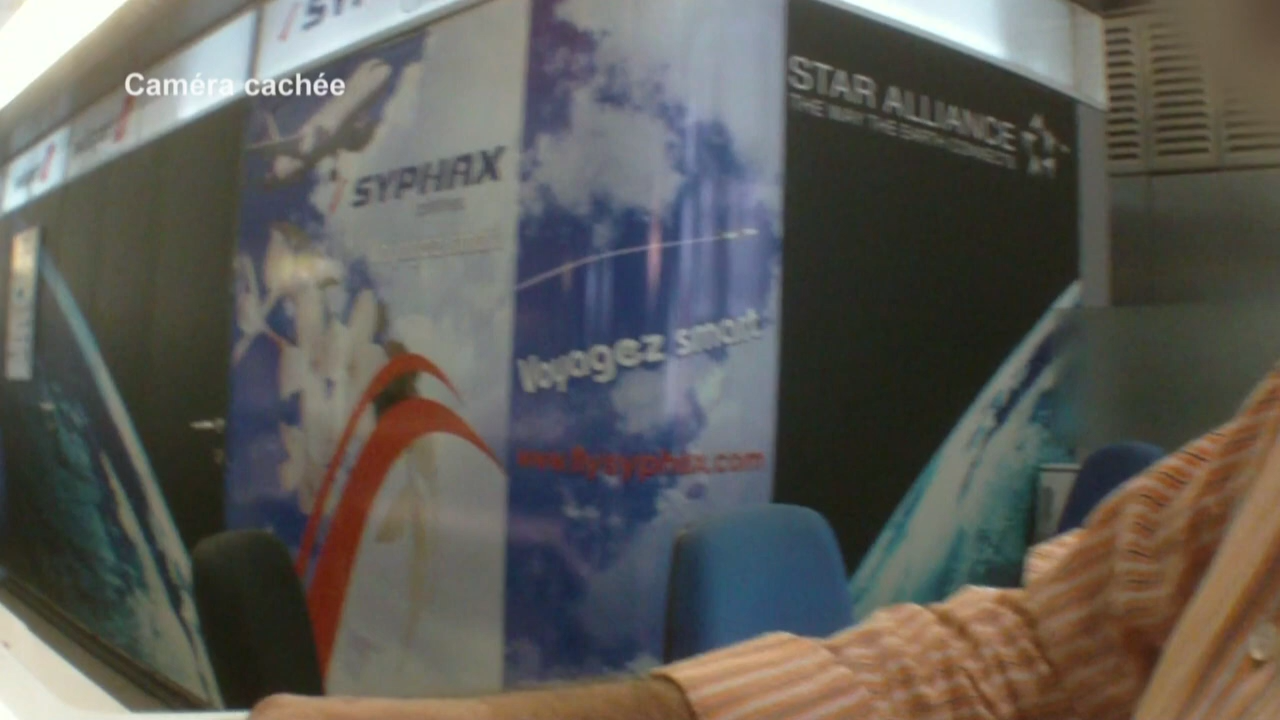 Caméra cachée
SYPHAX
Voyagez smart
www.flysyphax.com
STAR ALLIANCE
THE WAY THE EARTH CONNECTS